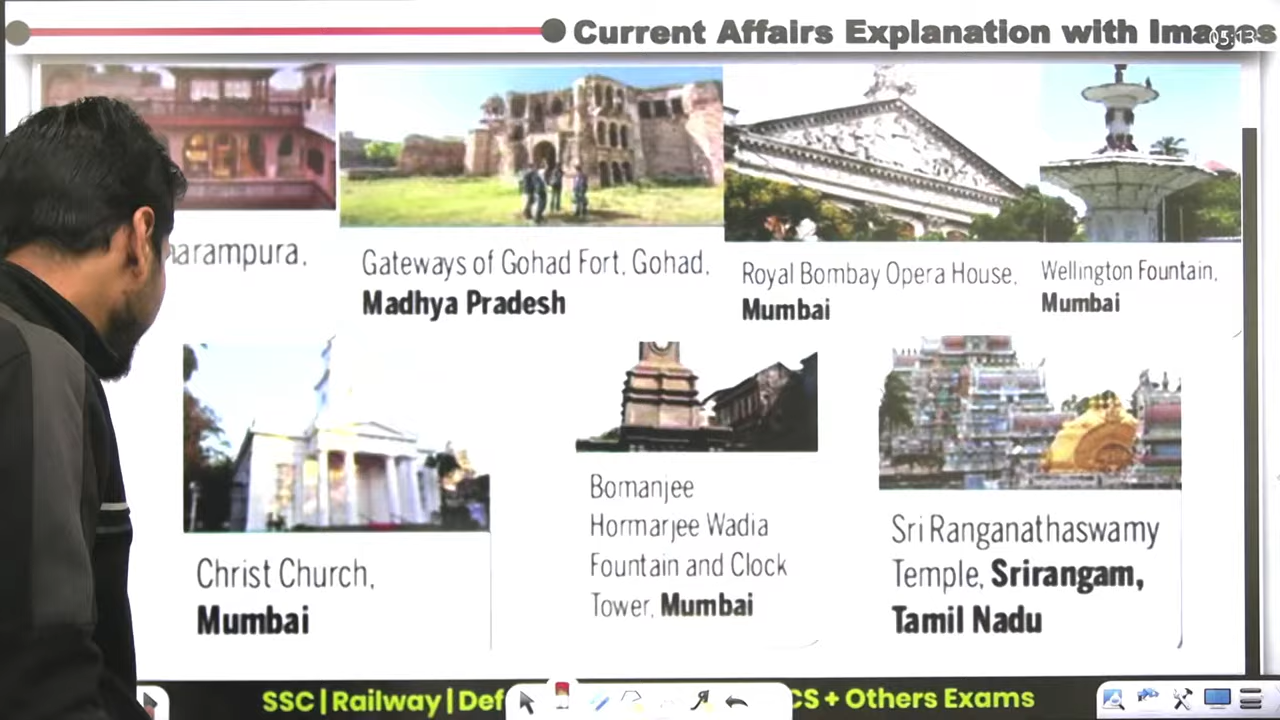 Current Affairs Explanation with Images
05:13
harampura,
Gateways of Gohad Fort, Gohad,
Madhya Pradesh
Royal Bombay Opera House,
Mumbai
Wellington Fountain,
Mumbai
Christ Church,
Mumbai
Bomanjee
Hormarjee Wadia
Fountain and Clock
Tower, Mumbai
Sri Ranganathaswamy
Temple, Srirangam,
Tamil Nadu
SSC | Railway | Def CS + Others Exams